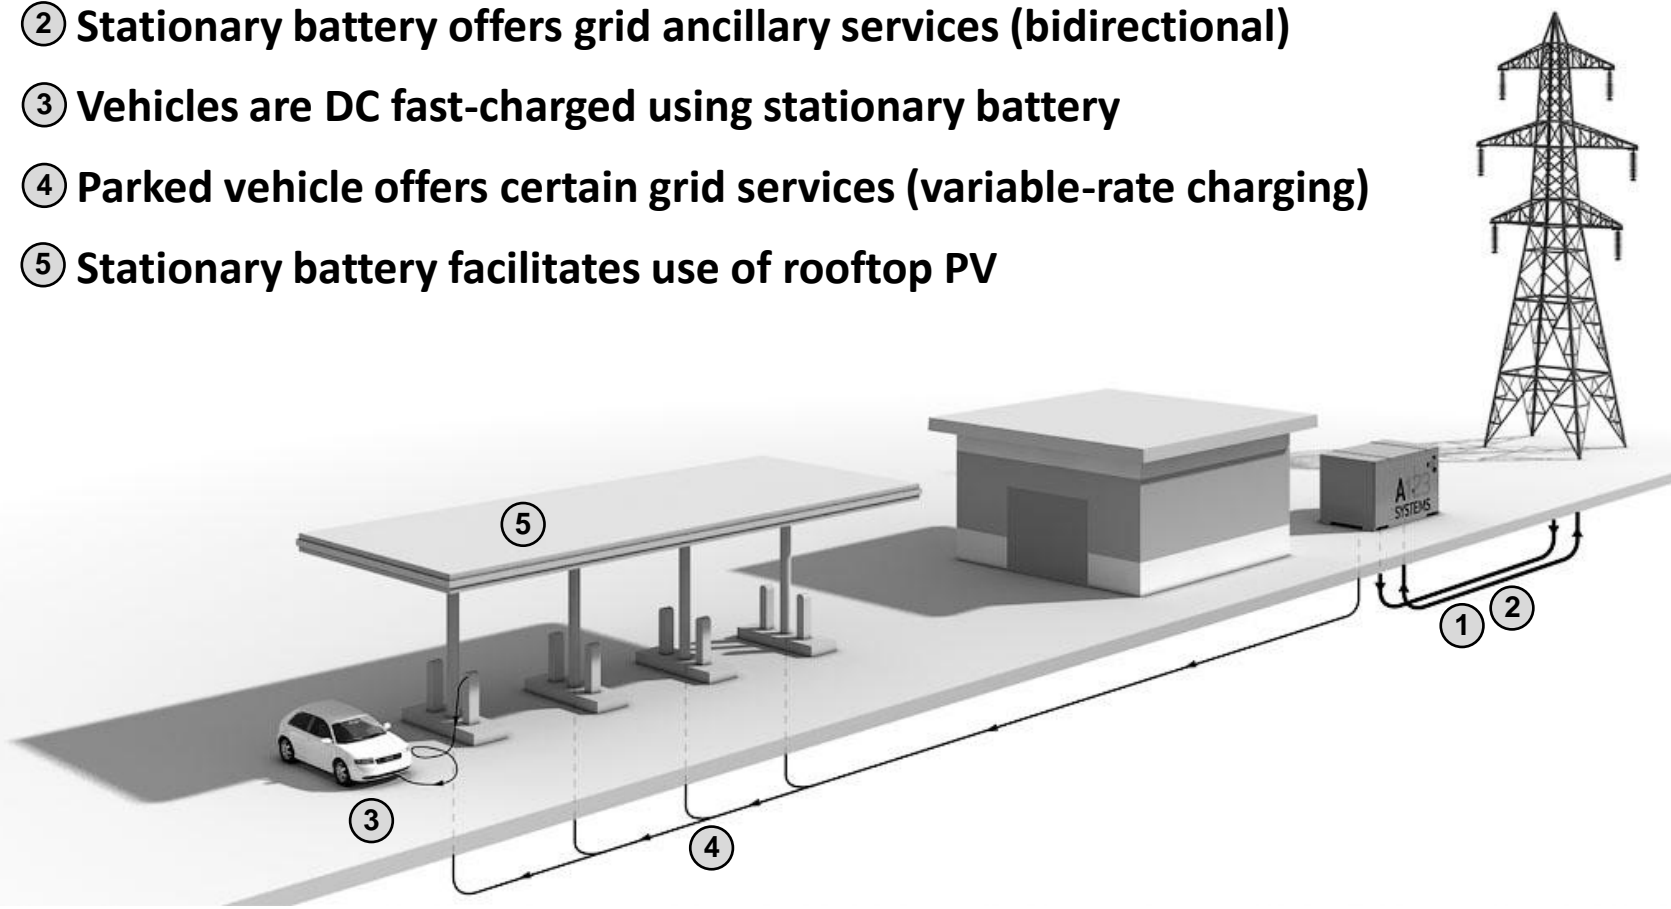 2 Stationary battery offers grid ancillary services (bidirectional)
3 Vehicles are DC fast-charged using stationary battery
4 Parked vehicle offers certain grid services (variable-rate charging)
5 Stationary battery facilitates use of rooftop PV
5
A123
SYSTEMS
1
2
3
4